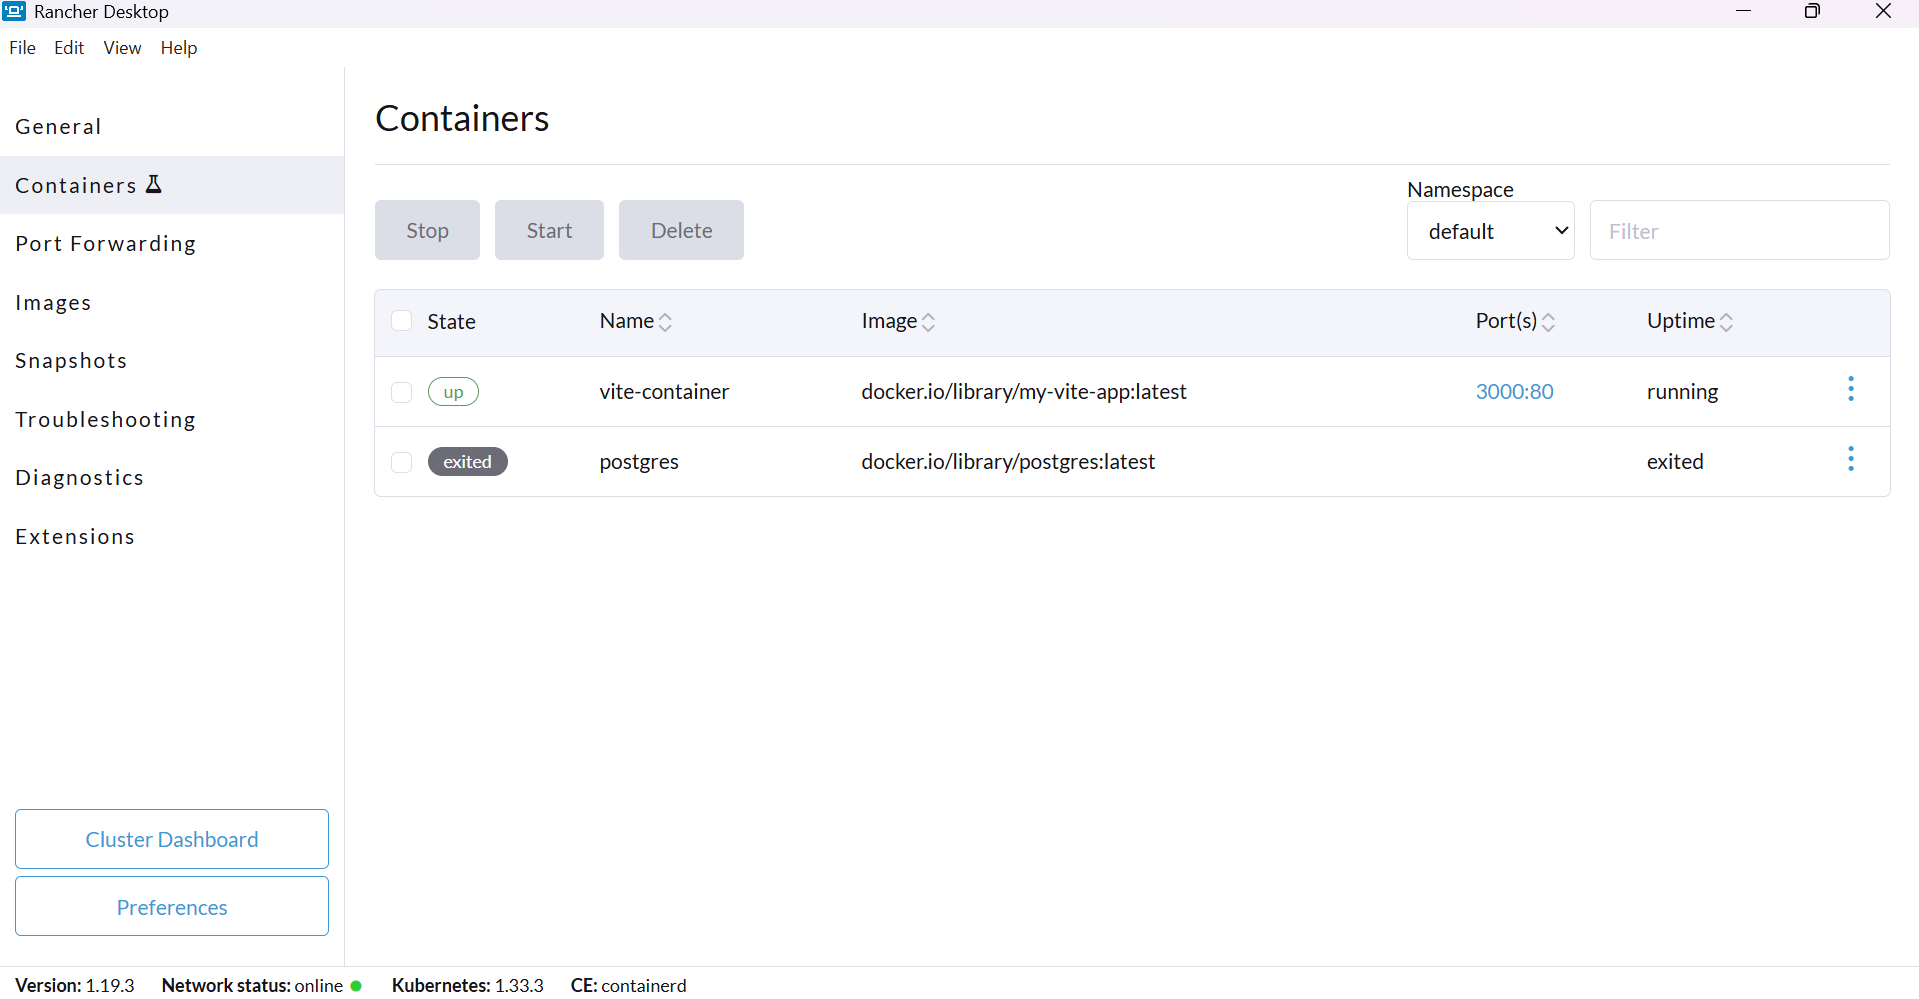 Rancher Desktop
File Edit View Help
General
Containers
Port Forwarding
Images
Snapshots
Troubleshooting
Diagnostics
Extensions
Cluster Dashboard
Preferences
Containers
Stop Start Delete
Namespace
default
Filter
State Name Image Port(s) Uptime
up vite-container docker.io/library/my-vite-app:latest 3000:80 running
exited postgres docker.io/library/postgres:latest exited
Version: 1.19.3 Network status: online Kubernetes: 1.33.3 CE: containerd